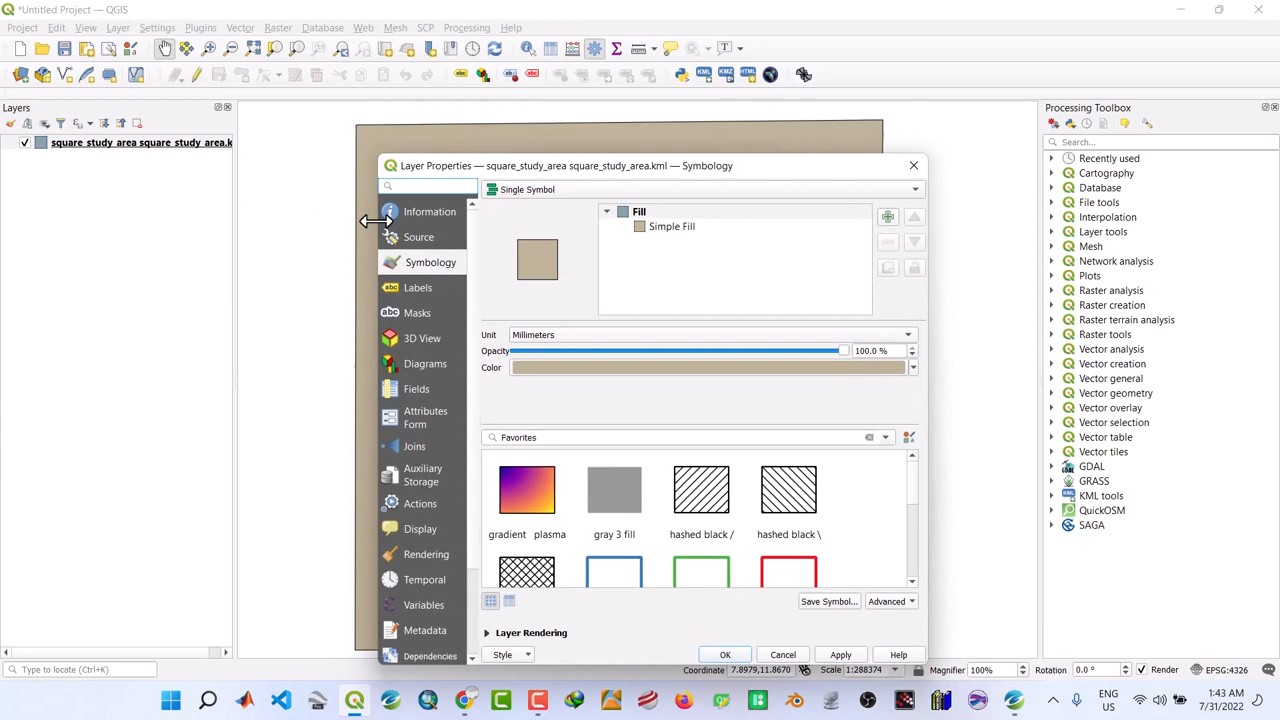 *Untitled Project — QGIS
Project Edit View Layer Settings Plugins Vector Raster Database Web Mesh SCP Processing
KML KMZ HTML
Layers
square_study_area square_study_area.k
Processing Toolbox
Search...
Recently used
Cartography
Database
File tools
Interpolation
Layer tools
Mesh
Network analysis
Plots
Raster analysis
Raster creation
Raster terrain analysis
Raster tools
Vector analysis
Vector creation
Vector general
Vector geometry
Vector overlay
Vector selection
Vector table
Vector tiles
GDAL
GRASS
KML tools
QuickOSM
SAGA
Layer Properties — square_study_area square_study_area.kml — Symbology
Information
Source
Symbology
Labels
Masks
3D View
Diagrams
Fields
Attributes
Form
Joins
Auxiliary
Storage
Actions
Display
Rendering
Temporal
Variables
Metadata
Dependencies
Single Symbol
Fill
Simple Fill
Unit Millimeters
Opacity 100.0 %
Color
Favorites
gradient plasma gray 3 fill hashed black / hashed black \
Save Symbol... Advanced
Layer Rendering
Style OK Cancel Apply Help
Type to locate (Ctrl+K)
Coordinate 7.8979,11.8670 Scale 1:288374 Magnifier 100% Rotation 0.0 ° Render EPSG:4326
ENG
US
1:43 AM
7/31/2022